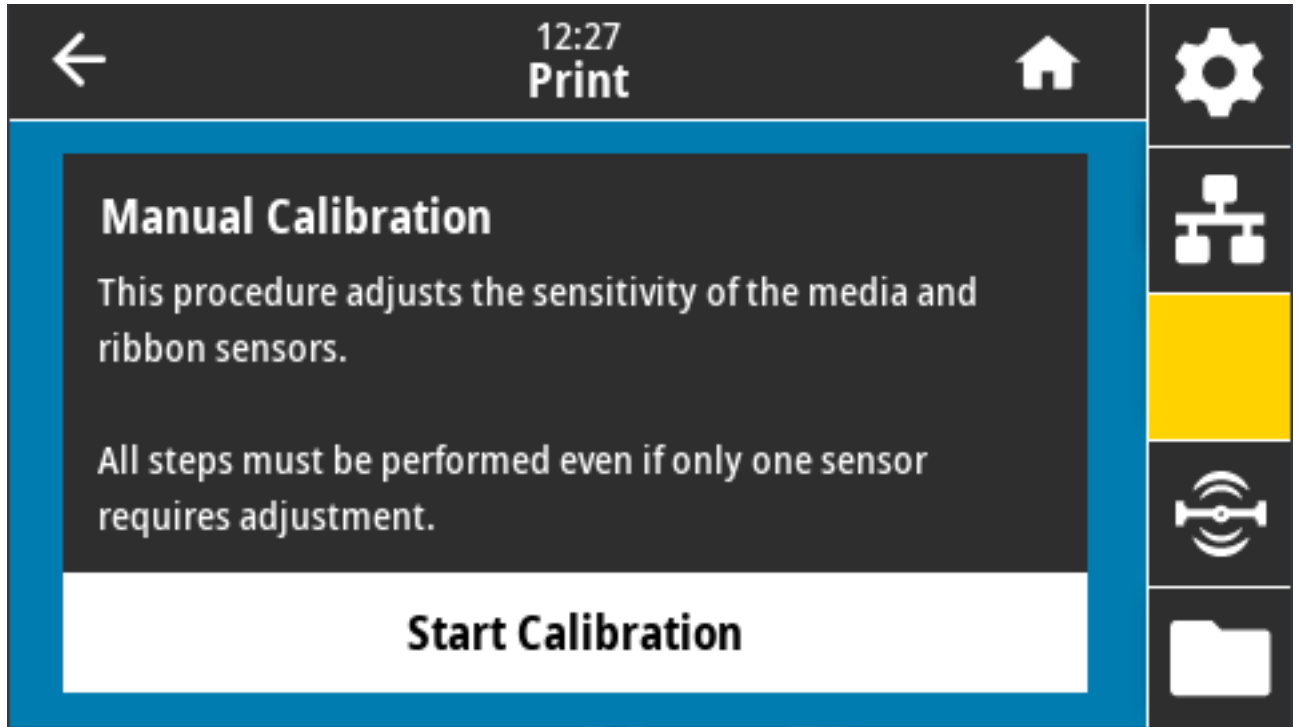 12:27
Print
Manual Calibration
This procedure adjusts the sensitivity of the media and
ribbon sensors.
All steps must be performed even if only one sensor
requires adjustment.
Start Calibration